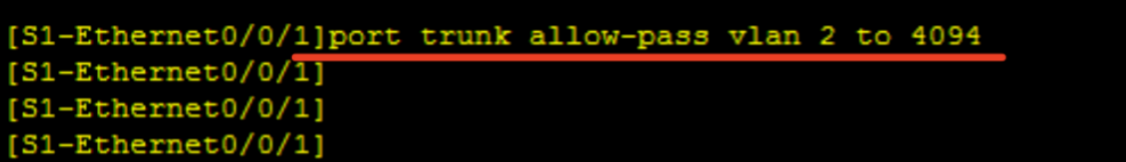 [S1-Ethernet0/0/1]port trunk allow-pass vlan 2 to 4094
[S1-Ethernet0/0/1]
[S1-Ethernet0/0/1]
[S1-Ethernet0/0/1]